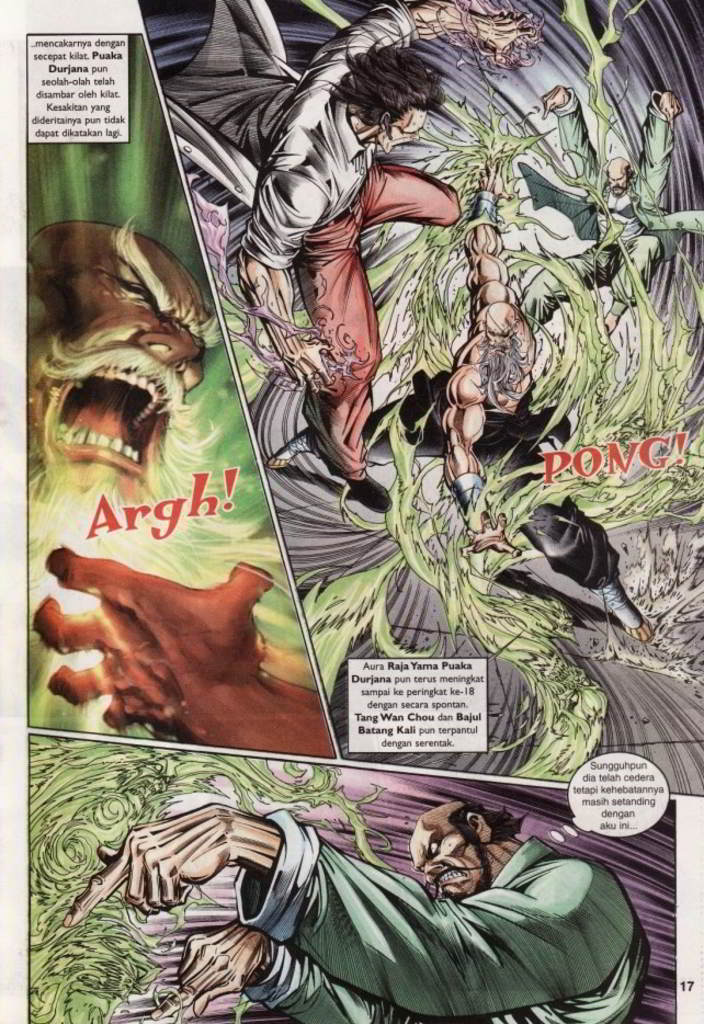 ..mencakarnya dengan
secepat kilat. Puaka
Durjana pun
seolah-olah telah
disambar oleh kilat.
Kesakitan yang
dideritainya pun tidak
dapat dikatakan lagi.
Argh!
PONG!
Aura Raja Yama Puaka
Durjana pun terus meningkat
sampai ke peringkat ke-18
dengan secara spontan.
Tang Wan Chou dan Bajul
Batang Kali pun terpantul
dengan serentak.
Sungguhpun
dia telah cedera
tetapi kehebatannya
masih setanding
dengan
aku ini...
17